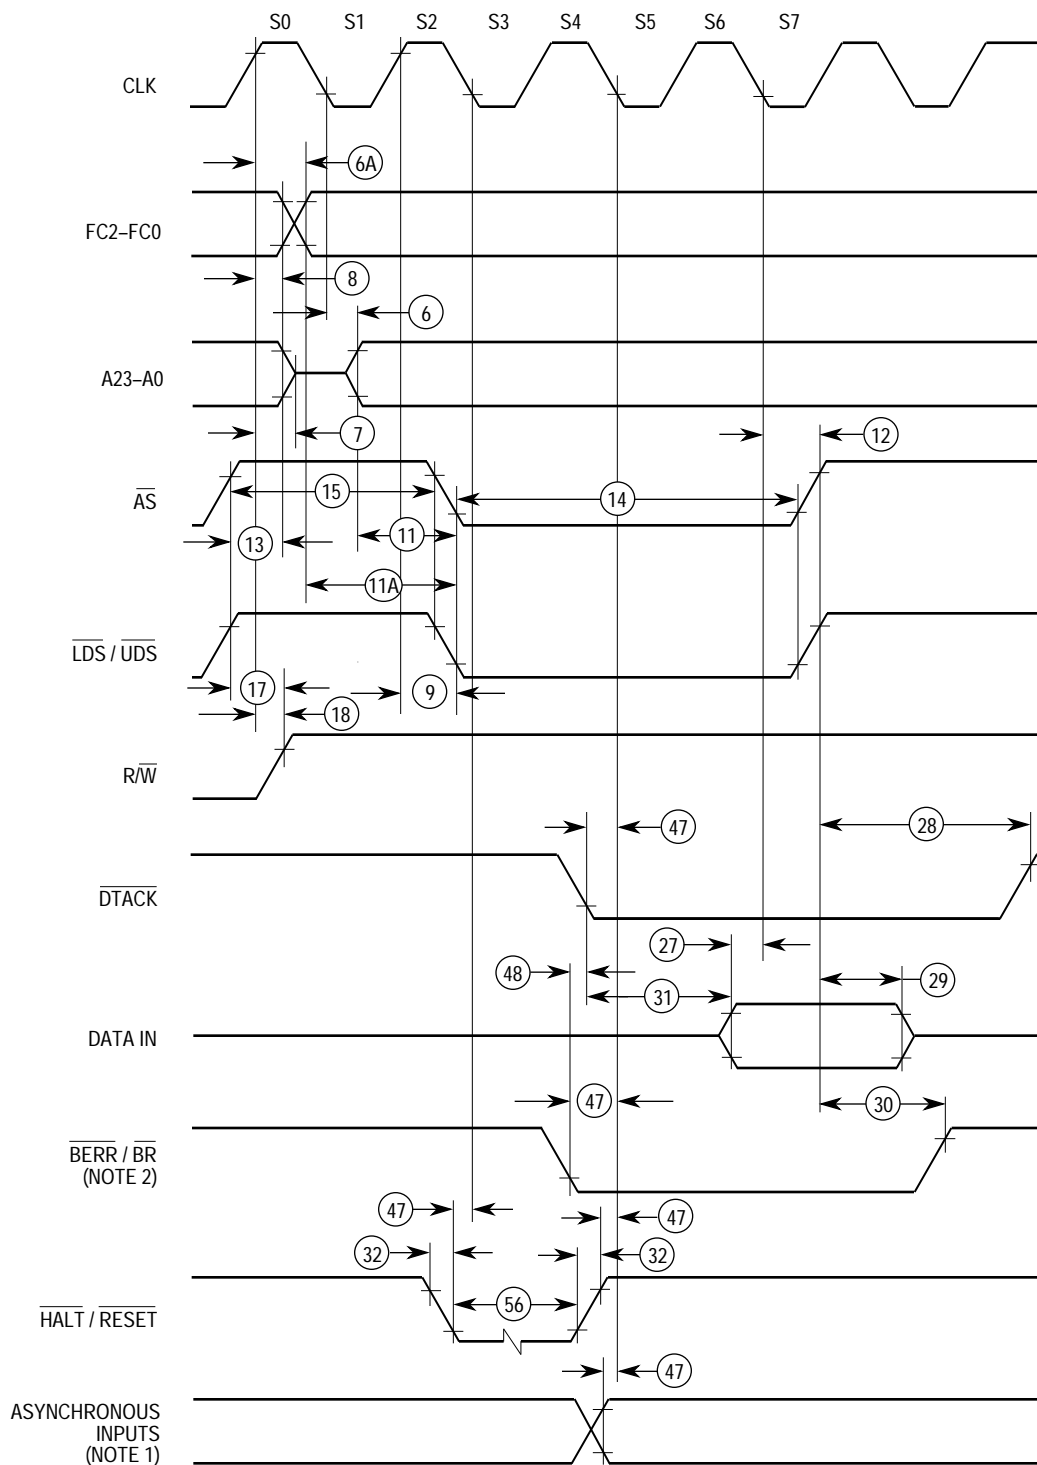 S0 S1 S2 S3 S4 S5 S6 S7
CLK
6A
FC2–FC0
8
6
A23–A0
7
12
AS
15
14
13
11
11A
LDS / UDS
17
9
18
R/W
47
28
DTACK
27
48
31
29
DATA IN
47
30
BERR / BR
(NOTE 2)
47
47
32
32
56
HALT / RESET
47
ASYNCHRONOUS
INPUTS
(NOTE 1)